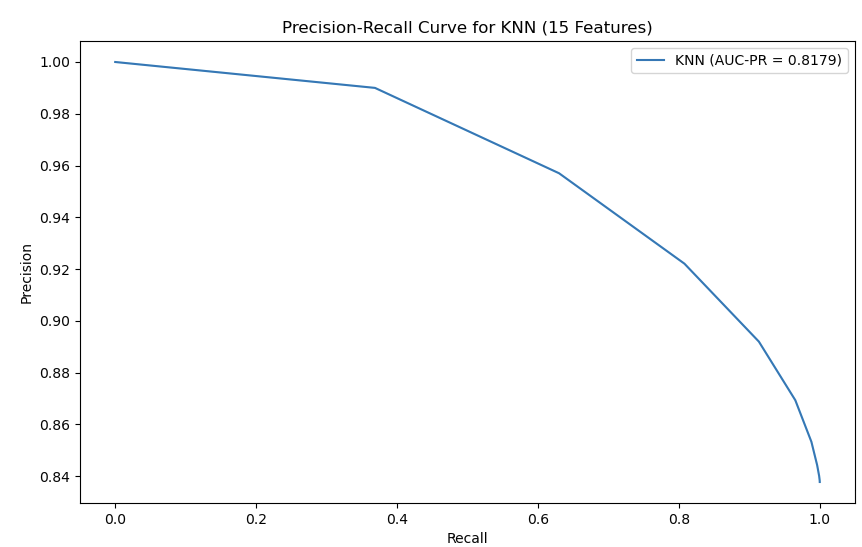 Precision-Recall Curve for KNN (15 Features)
KNN (AUC-PR = 0.8179)
1.00
0.98
0.96
0.94
0.92
0.90
0.88
0.86
0.84
Precision
0.0 0.2 0.4 0.6 0.8 1.0
Recall